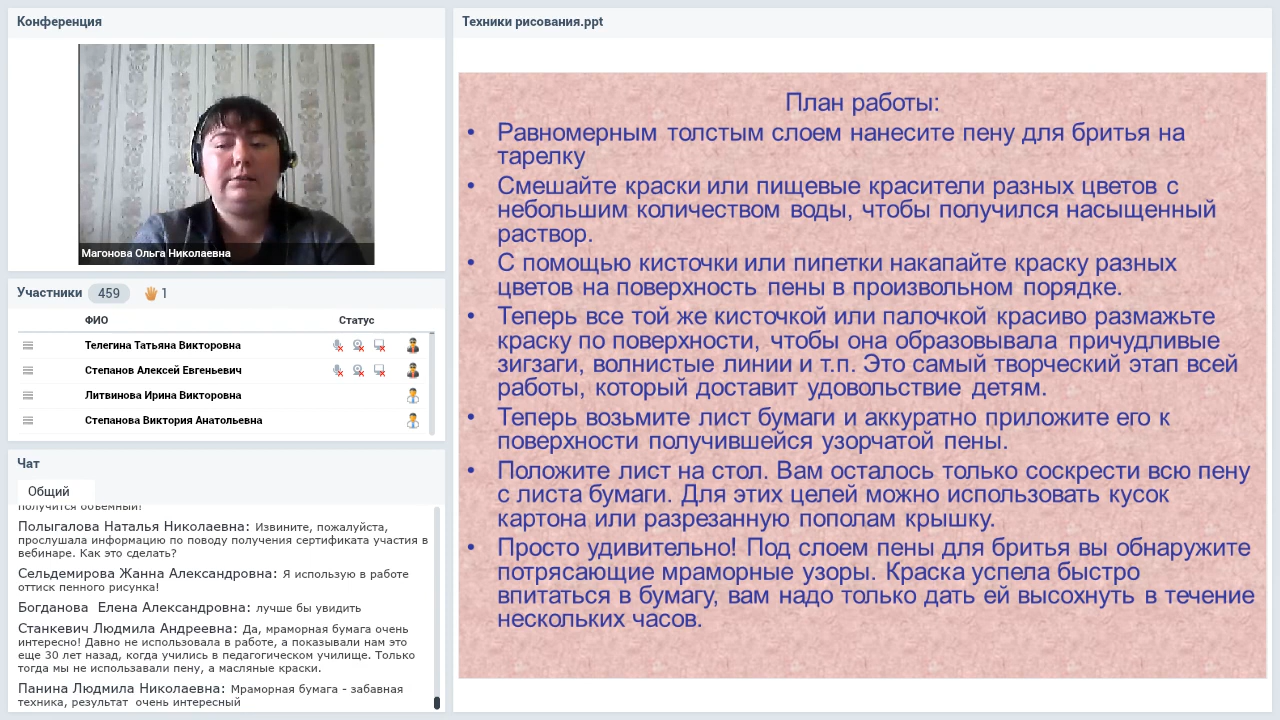 Конференция
Магонова Ольга Николаевна
Участники 459 1
ФИО Статус
Телегина Татьяна Викторовна
Степанов Алексей Евгеньевич
Литвинова Ирина Викторовна
Степанова Виктория Анатольевна
Чат
Общий
получится объемный!
Полыгалова Наталья Николаевна: Извините, пожалуйста,
прослушала информацию по поводу получения сертификата участия в
вебинаре. Как это сделать?
Сельдемирова Жанна Александровна: Я использую в работе
оттиск пенного рисунка!
Богданова Елена Александровна: лучше бы увидить
Станкевич Людмила Андреевна: Да, мраморная бумага очень
интересно! Давно не использовала в работе, а показывали нам это
еще 30 лет назад, когда учились в педагогическом училище. Только
тогда мы не использавали пену, а масляные краски.
Панина Людмила Николаевна: Мраморная бумага - забавная
техника, результат очень интересный
Техники рисования.ppt
План работы:
• Равномерным толстым слоем нанесите пену для бритья на
тарелку
• Смешайте краски или пищевые красители разных цветов с
небольшим количеством воды, чтобы получился насыщенный
раствор.
• С помощью кисточки или пипетки накапайте краску разных
цветов на поверхность пены в произвольном порядке.
• Теперь все той же кисточкой или палочкой красиво размажьте
краску по поверхности, чтобы она образовывала причудливые
зигзаги, волнистые линии и т.п. Это самый творческий этап всей
работы, который доставит удовольствие детям.
• Теперь возьмите лист бумаги и аккуратно приложите его к
поверхности получившейся узорчатой пены.
• Положите лист на стол. Вам осталось только соскрести всю пену
с листа бумаги. Для этих целей можно использовать кусок
картона или разрезанную пополам крышку.
• Просто удивительно! Под слоем пены для бритья вы обнаружите
потрясающие мраморные узоры. Краска успела быстро
впитаться в бумагу, вам надо только дать ей высохнуть в течение
нескольких часов.